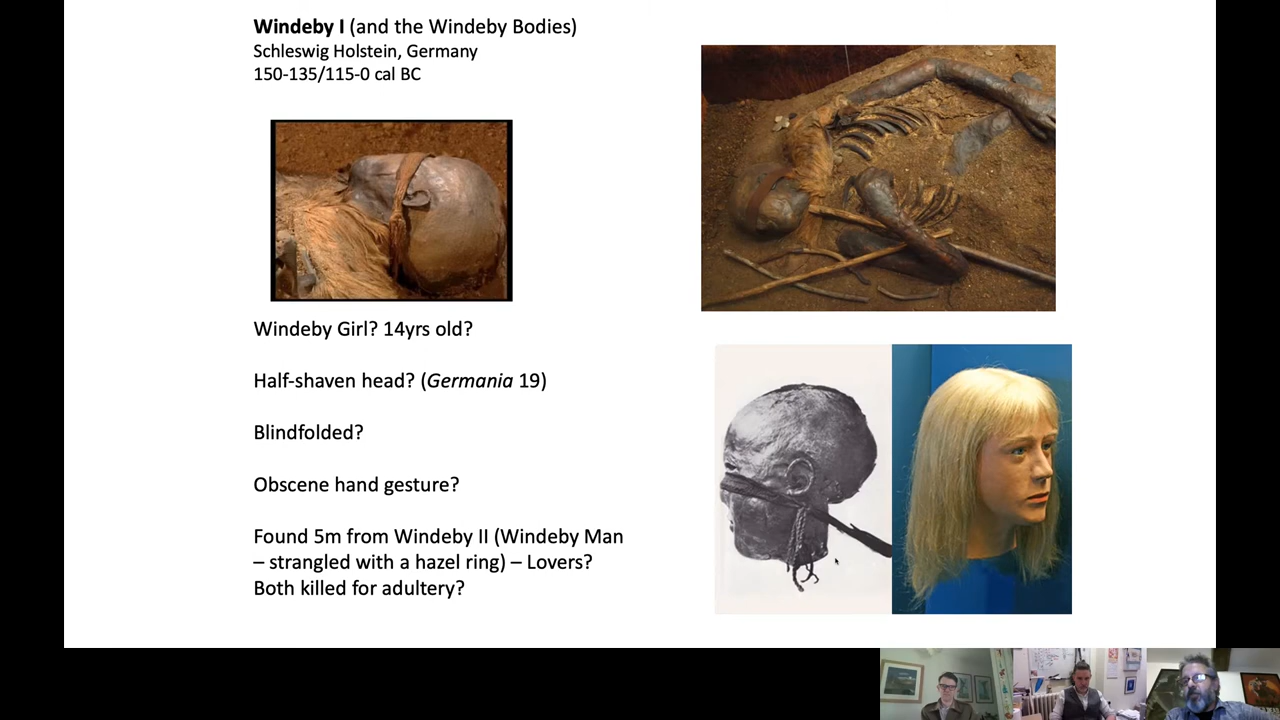 Windeby I (and the Windeby Bodies)
Schleswig Holstein, Germany
150-135/115-0 cal BC
Windeby Girl? 14yrs old?
Half-shaven head? (Germania 19)
Blindfolded?
Obscene hand gesture?
Found 5m from Windeby II (Windeby Man
– strangled with a hazel ring) – Lovers?
Both killed for adultery?